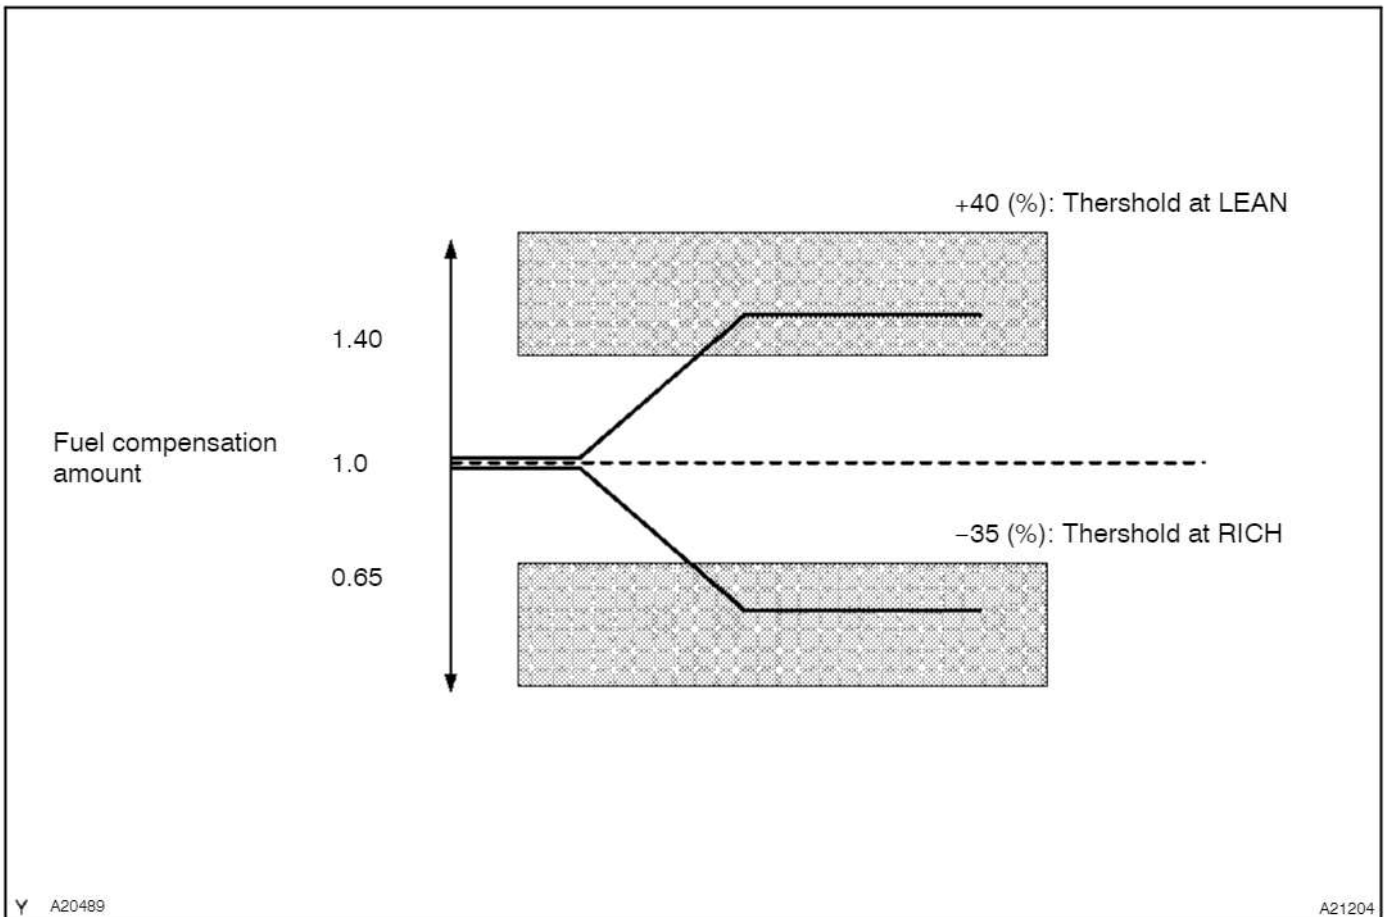 +40 (%): Thershold at LEAN
1.40
Fuel compensation
amount
1.0
−35 (%): Thershold at RICH
0.65
Y A20489
A21204